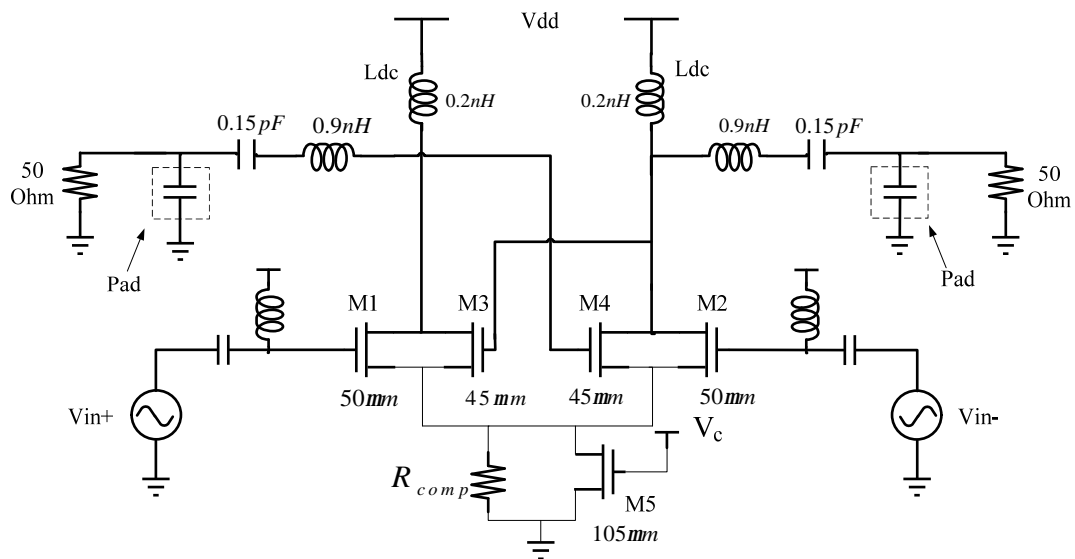 Vdd
Ldc
Ldc
0.2nH
0.2nH
0.15pF
0.9nH
0.9nH
0.15pF
50
Ohm
50
Ohm
Pad
Pad
M1
M3
M4
M2
50mm
45mm
45mm
50mm
Vin+
Vin-
Vc
Rcomp
M5
105mm